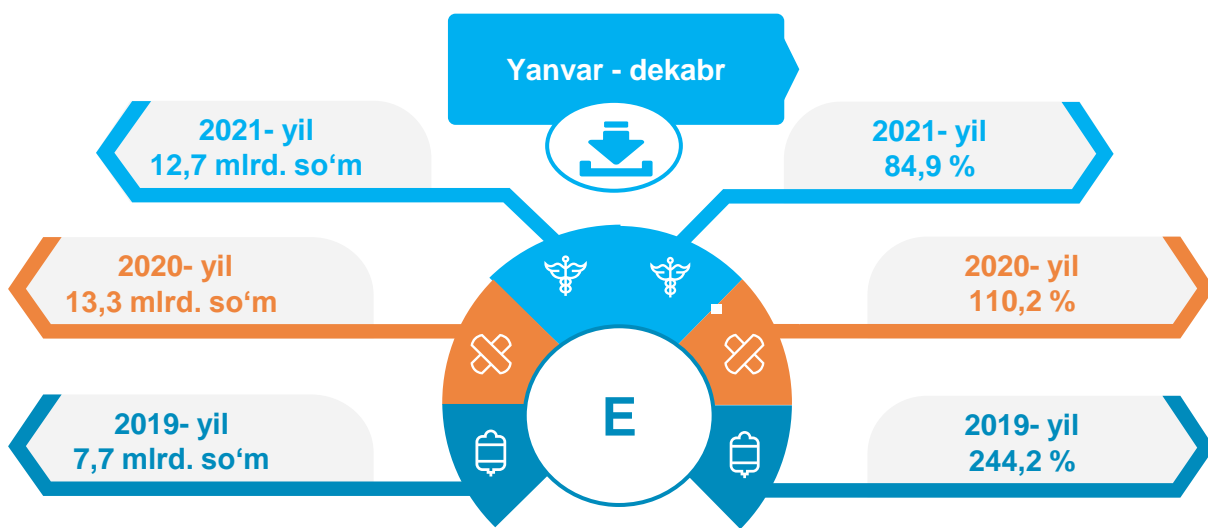 Yanvar - dekabr
2021- yil
12,7 mlrd. so‘m
2021- yil
84,9 %
2020- yil
13,3 mlrd. so‘m
2020- yil
110,2 %
E
2019- yil
7,7 mlrd. so‘m
2019- yil
244,2 %